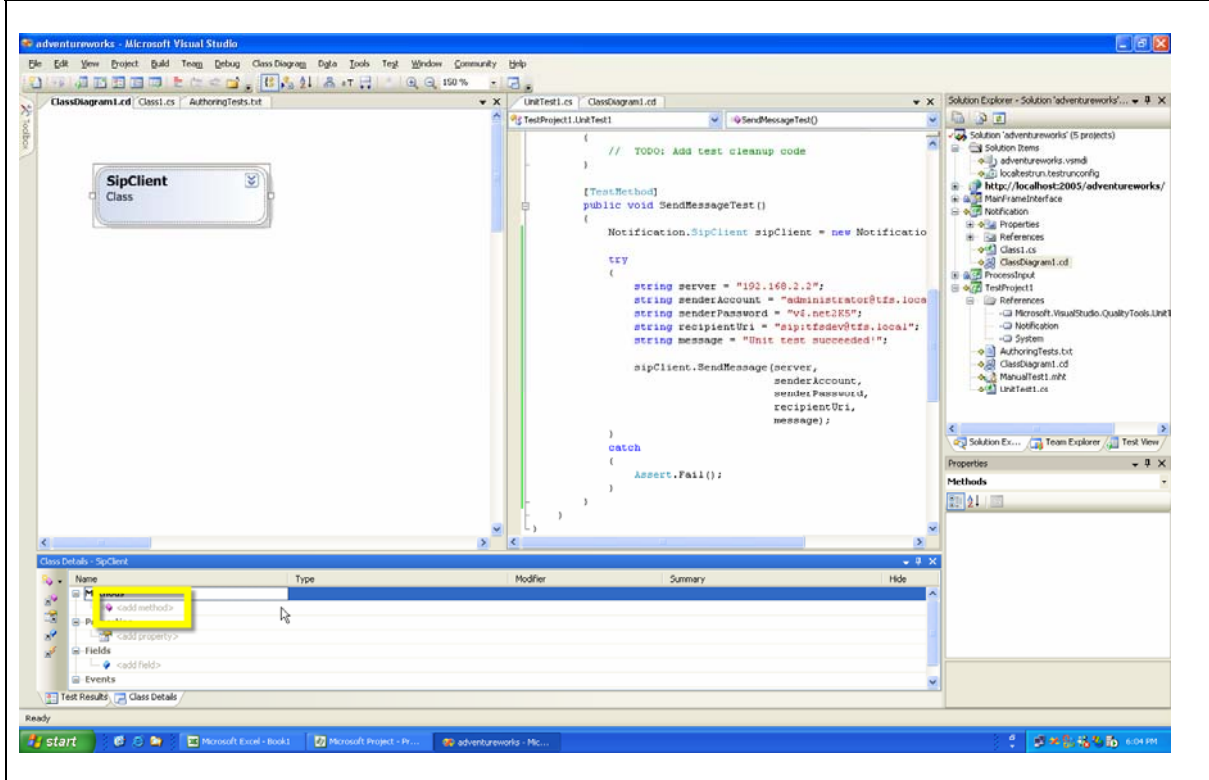 adventureworks - Microsoft Visual Studio
File Edit View Project Build Team Debug Class Diagram Data Tools Test Window Community Help
150 %
ClassDiagram1.cd Class1.cs AuthoringTests.txt
Toolbox
SipClient
Class
UnitTest1.cs ClassDiagram1.cd
TestProject1.UnitTest1 SendMessageTest()
{
// TODO: Add test cleanup code
}
[TestMethod]
public void SendMessageTest()
{
Notification.SipClient sipClient = new Notificatio
try
{
string server = "192.168.2.2";
string senderAccount = "administrator@tfs.loca
string senderPassword = "v&.net2K5";
string recipientUri = "sip:tfsdev@tfs.local";
string message = "Unit test succeeded!";
sipClient.SendMessage(server,
senderAccount,
senderPassword,
recipientUri,
message);
}
catch
{
Assert.Fail();
}
}
}
}
Solution Explorer - Solution 'adventureworks'...
Solution 'adventureworks' (5 projects)
Solution Items
adventureworks.vsmdi
localtestrun.testrunconfig
http://localhost:2005/adventureworks/
MainFrameInterface
Notification
Properties
References
Class1.cs
ClassDiagram1.cd
ProcessInput
TestProject1
References
Microsoft.VisualStudio.QualityTools.UnitT
Notification
System
AuthoringTests.txt
ClassDiagram1.cd
ManualTest1.mht
UnitTest1.cs
Solution Ex... Team Explorer Test View
Properties
Methods
Class Details - SipClient
Name Type Modifier Summary Hide
Methods
<add method>
<add property>
Fields
<add field>
Events
Test Results Class Details
Ready
start Microsoft Excel - Book1 Microsoft Project - Pr... adventureworks - Mic... 6:04 PM